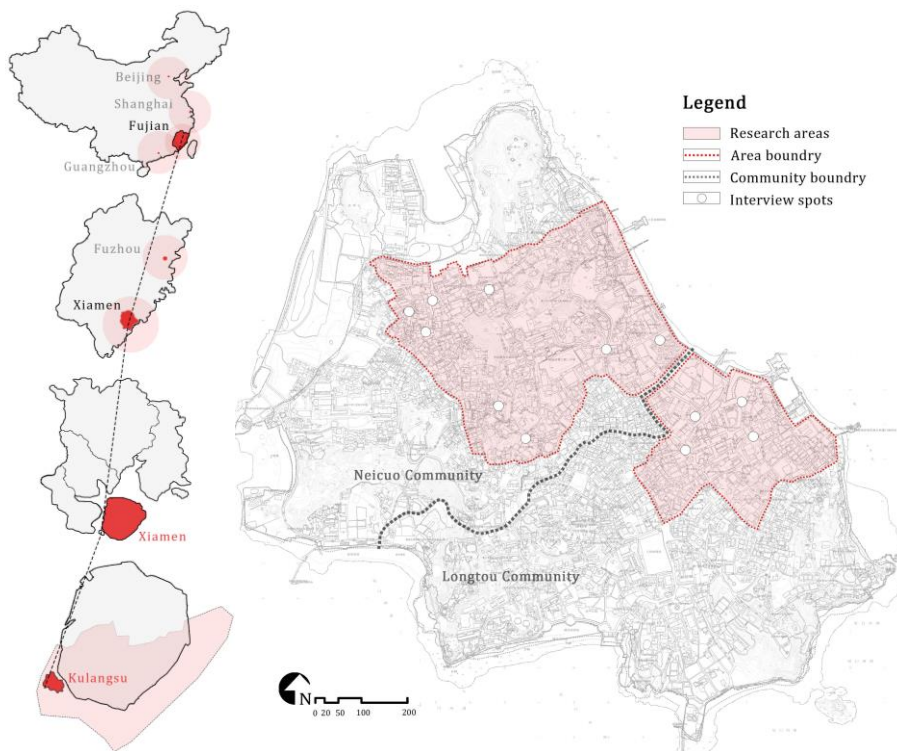 Beijing
Shanghai
Fujian
Guangzhou
Fuzhou
Xiamen
Xiamen
Kulangsu
Legend
Research areas
Area boundry
Community boundry
Interview spots
Neicuo Community
Longtou Community
N
0 20 50 100 200